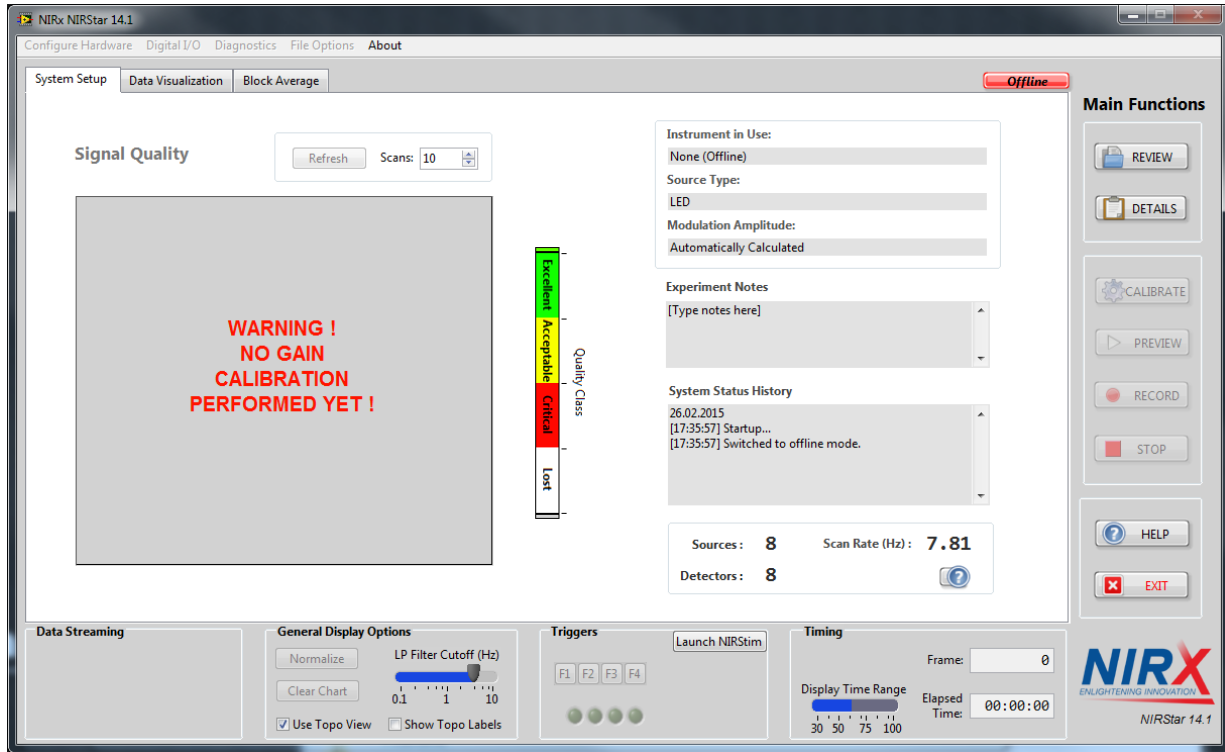 NIRx NIRStar 14.1
Configure Hardware Digital I/O Diagnostics File Options About
System Setup Data Visualization Block Average
Offline
Signal Quality
Refresh Scans: 10
WARNING !
NO GAIN
CALIBRATION
PERFORMED YET !
Excellent
Acceptable
Critical
Lost
Quality Class
Instrument in Use:
None (Offline)
Source Type:
LED
Modulation Amplitude:
Automatically Calculated
Experiment Notes
[Type notes here]
System Status History
26.02.2015
[17:35:57] Startup...
[17:35:57] Switched to offline mode.
Sources: 8 Scan Rate (Hz): 7.81
Detectors: 8
Main Functions
REVIEW
DETAILS
CALIBRATE
PREVIEW
RECORD
STOP
HELP
EXIT
Data Streaming
General Display Options
Normalize
Clear Chart
LP Filter Cutoff (Hz)
0.1 1 10
Use Topo View Show Topo Labels
Triggers
Launch NIRStim
F1 F2 F3 F4
Timing
Display Time Range
30 50 75 100
Frame: 0
Elapsed
Time: 00:00:00
NIRX
ENLIGHTENING INNOVATION
NIRStar 14.1